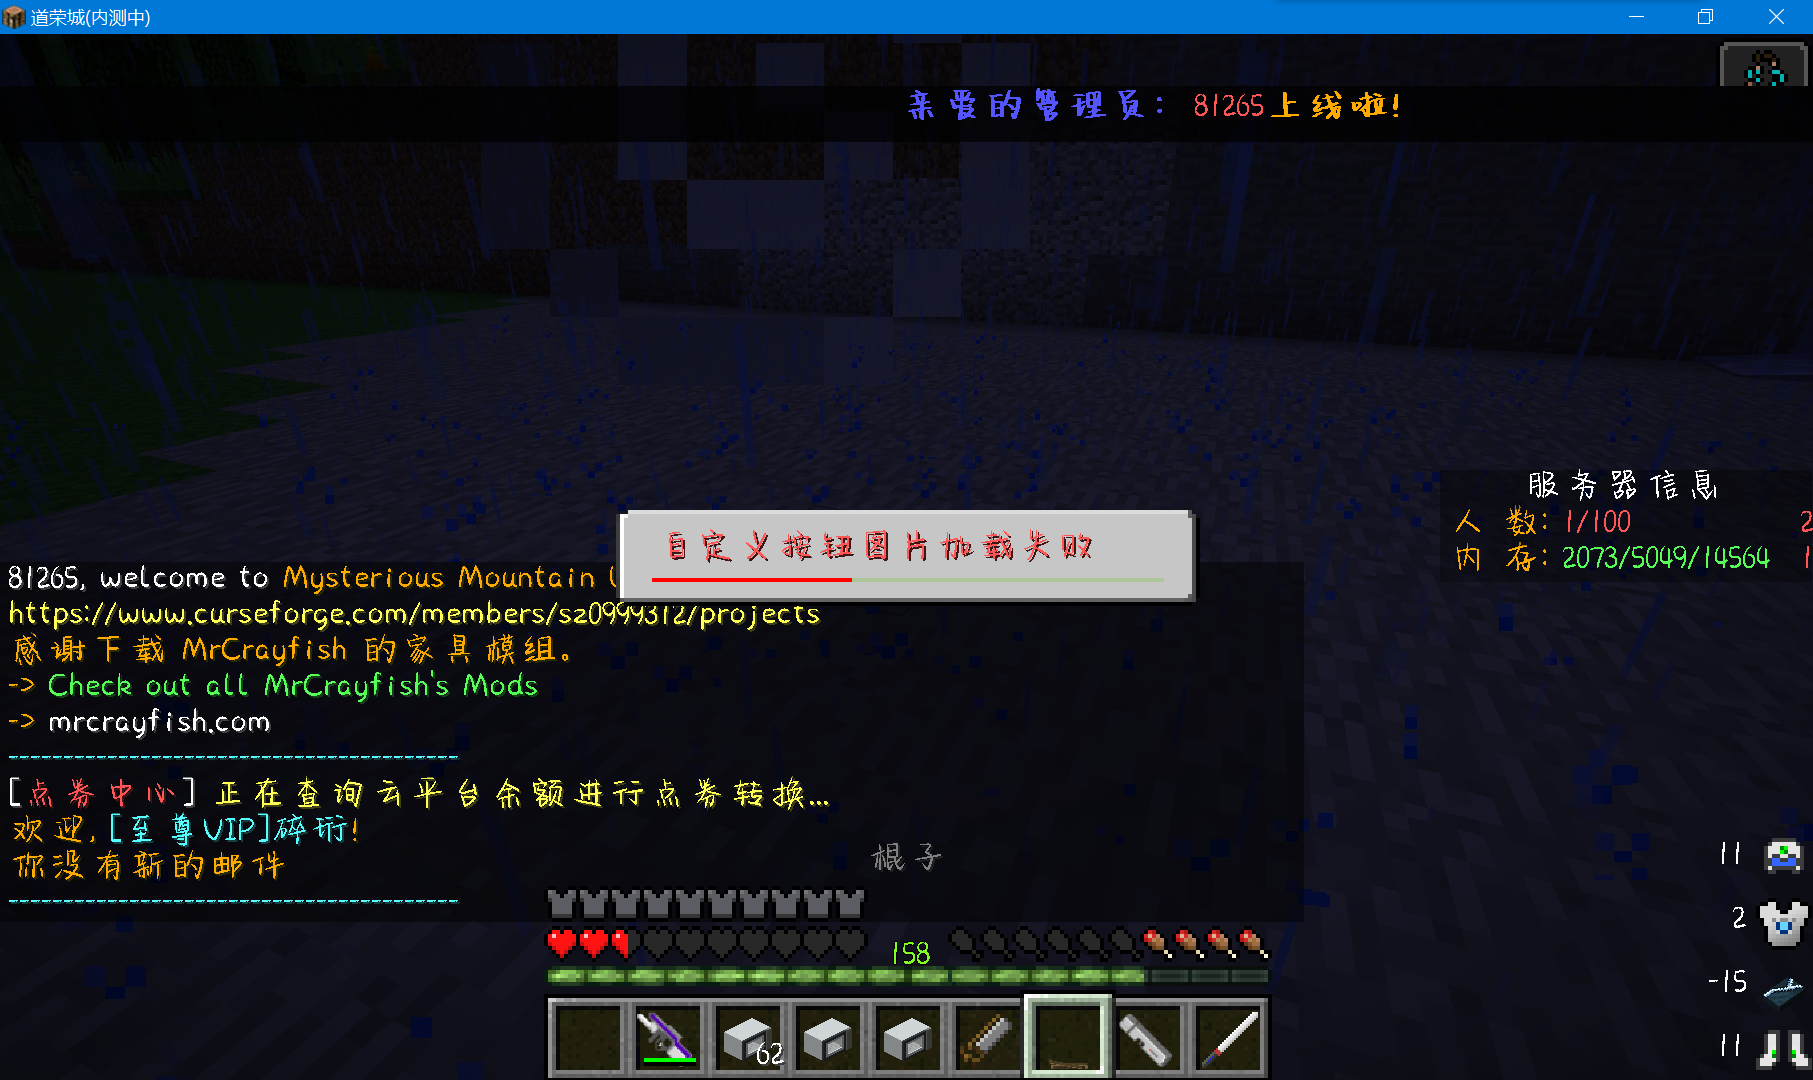 道荣城(内测中)
亲爱的管理员：81265上线啦!
服务器信息
人数：1/100 2
内存：2073/5049/14564 1
自定义按钮图片加载失败
81265, welcome to Mysterious Mountain
https://www.curseforge.com/members/sz0999312/projects
感谢下载 MrCrayfish 的家具模组。
-> Check out all MrCrayfish's Mods
-> mrcrayfish.com
----------------------------------------
[点券中心] 正在查询云平台余额进行点券转换...
欢迎,[至尊VIP]碎珩!
你没有新的邮件
----------------------------------------
棍子
11
158
2
-15
62
11